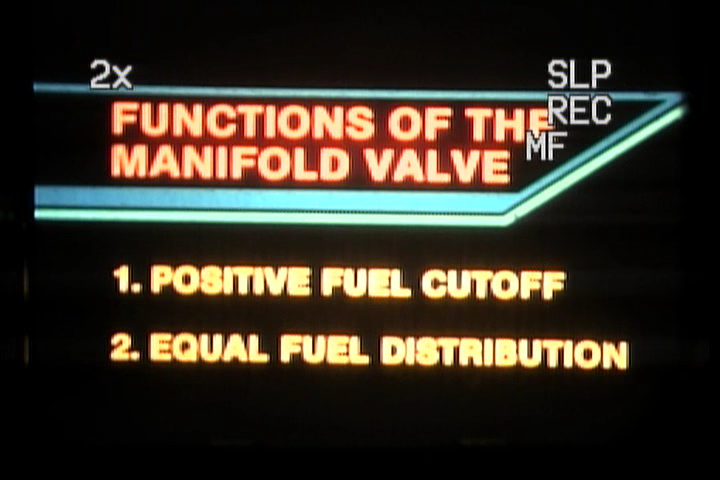 2x
SLP
REC
MF
FUNCTIONS OF THE
MANIFOLD VALVE
1. POSITIVE FUEL CUTOFF
2. EQUAL FUEL DISTRIBUTION